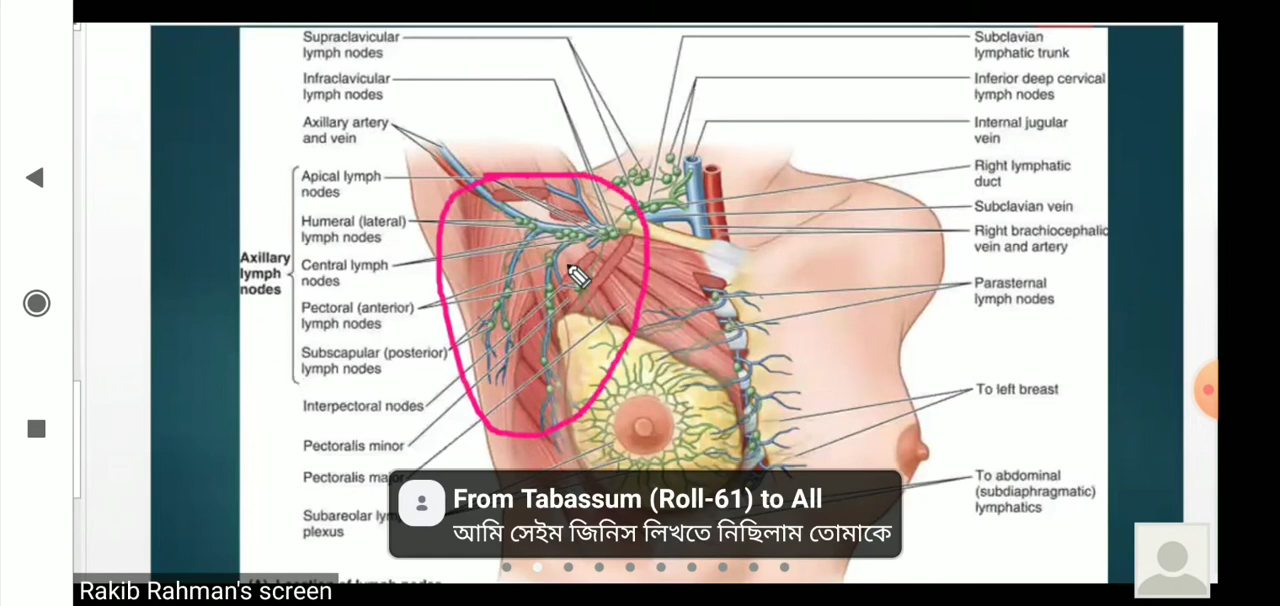 Supraclavicular
lymph nodes
Infraclavicular
lymph nodes
Axillary artery
and vein
Apical lymph
nodes
Humeral (lateral)
lymph nodes
Axillary
lymph
nodes
Central lymph
nodes
Pectoral (anterior)
lymph nodes
Subscapular (posterior)
lymph nodes
Interpectoral nodes
Pectoralis minor
Pectoralis
Subareolar
plexus
Subclavian
lymphatic trunk
Inferior deep cervical
lymph nodes
Internal jugular
vein
Right lymphatic
duct
Subclavian vein
Right brachiocephalic
vein and artery
Parasternal
lymph nodes
To left breast
To abdominal
(subdiaphragmatic)
lymphatics
From Tabassum (Roll-61) to All
আমি সেইম জিনিস লিখতে নিছিলাম তোমাকে
Rakib Rahman's screen